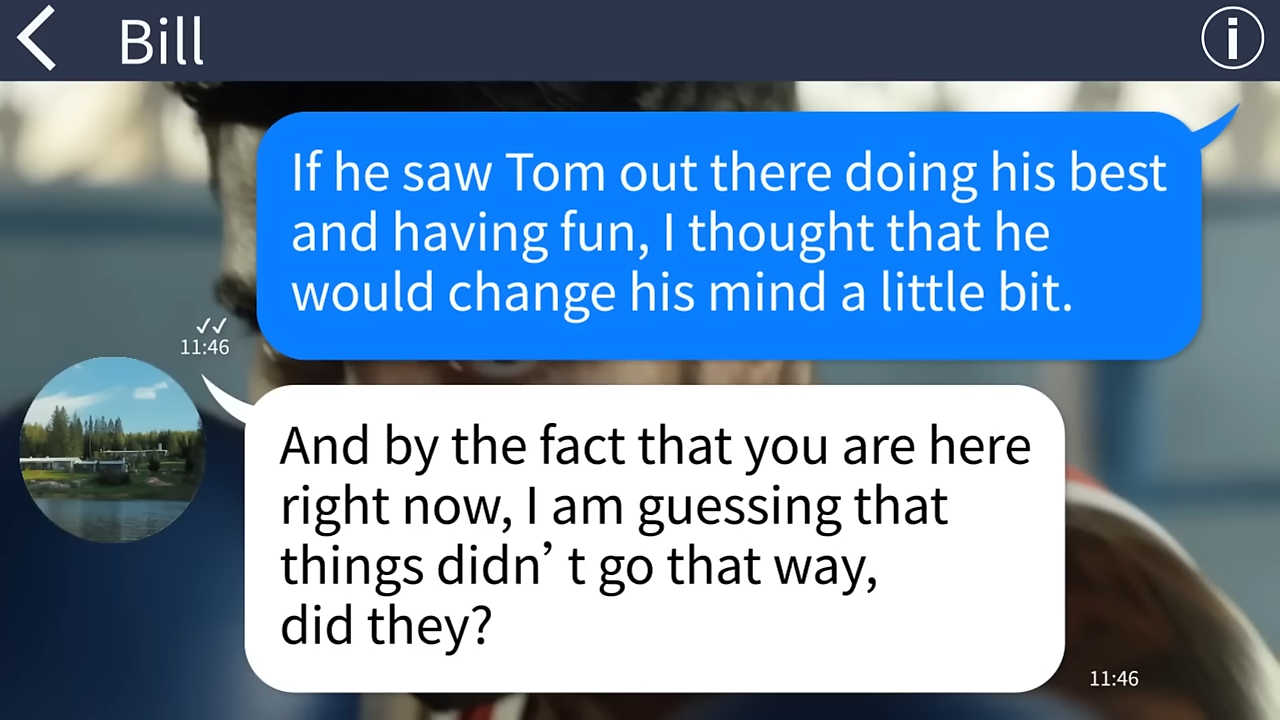 Bill
If he saw Tom out there doing his best
and having fun, I thought that he
would change his mind a little bit.
11:46
And by the fact that you are here
right now, I am guessing that
things didn’ t go that way,
did they?
11:46